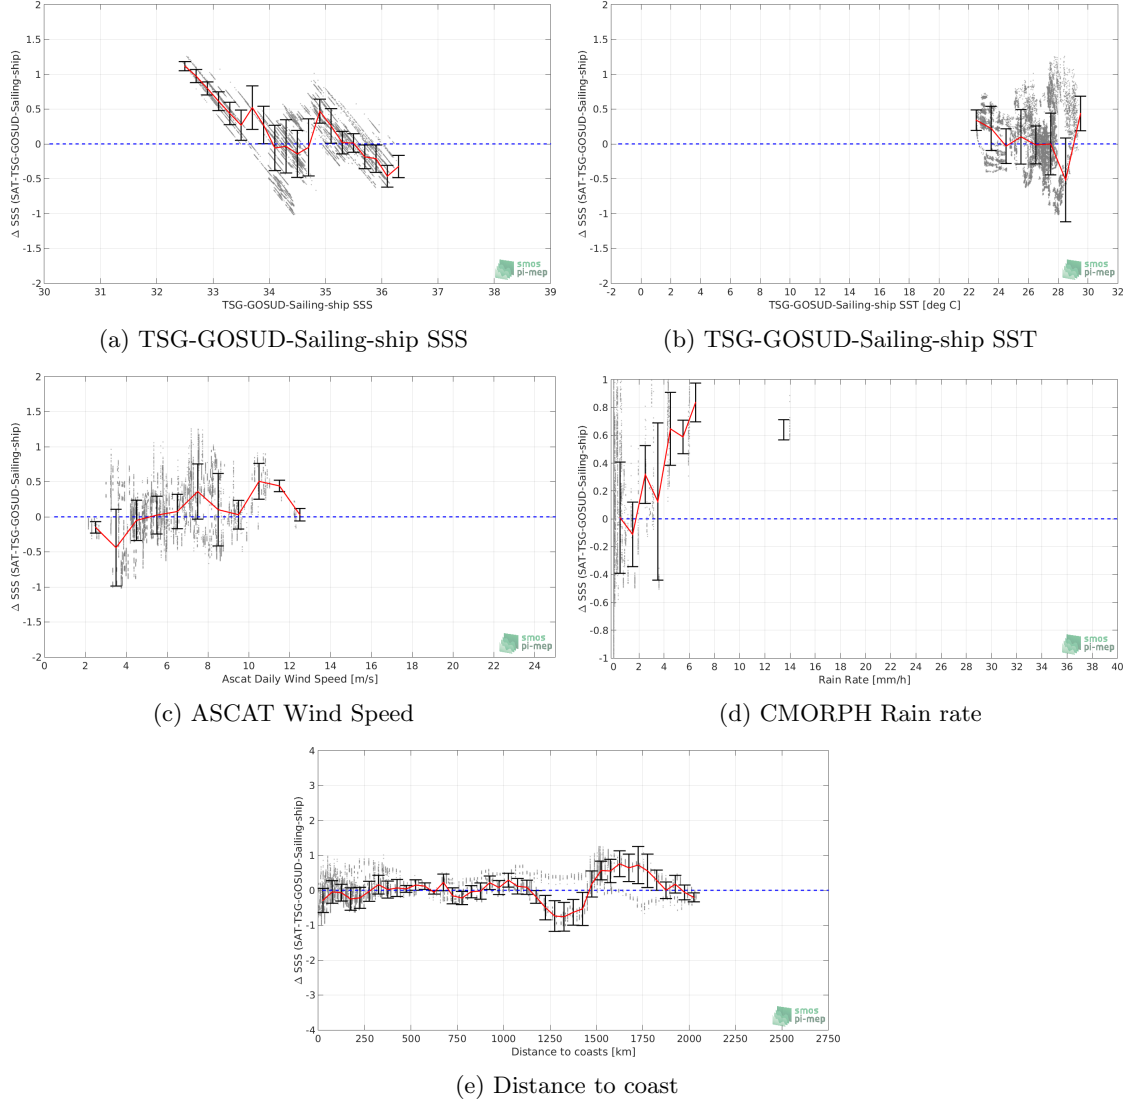 2
1.5
1
0.5
0
-0.5
-1
-1.5
-2
Δ SSS (SAT-TSG-GOSUD-Sailing-ship)
30 31 32 33 34 35 36 37 38 39
TSG-GOSUD-Sailing-ship SSS
smos
pi-mep
(a) TSG-GOSUD-Sailing-ship SSS
2
1.5
1
0.5
0
-0.5
-1
-1.5
-2
Δ SSS (SAT-TSG-GOSUD-Sailing-ship)
-2 0 2 4 6 8 10 12 14 16 18 20 22 24 26 28 30 32
TSG-GOSUD-Sailing-ship SST [deg C]
smos
pi-mep
(b) TSG-GOSUD-Sailing-ship SST
2
1.5
1
0.5
0
-0.5
-1
-1.5
-2
Δ SSS (SAT-TSG-GOSUD-Sailing-ship)
0 2 4 6 8 10 12 14 16 18 20 22 24
Ascat Daily Wind Speed [m/s]
smos
pi-mep
(c) ASCAT Wind Speed
1
0.8
0.6
0.4
0.2
0
-0.2
-0.4
-0.6
-0.8
-1
Δ SSS (SAT-TSG-GOSUD-Sailing-ship)
0 2 4 6 8 10 12 14 16 18 20 22 24 26 28 30 32 34 36 38 40
Rain Rate [mm/h]
smos
pi-mep
(d) CMORPH Rain rate
4
3
2
1
0
-1
-2
-3
-4
Δ SSS (SAT-TSG-GOSUD-Sailing-ship)
0 250 500 750 1000 1250 1500 1750 2000 2250 2500 2750
Distance to coasts [km]
smos
pi-mep
(e) Distance to coast